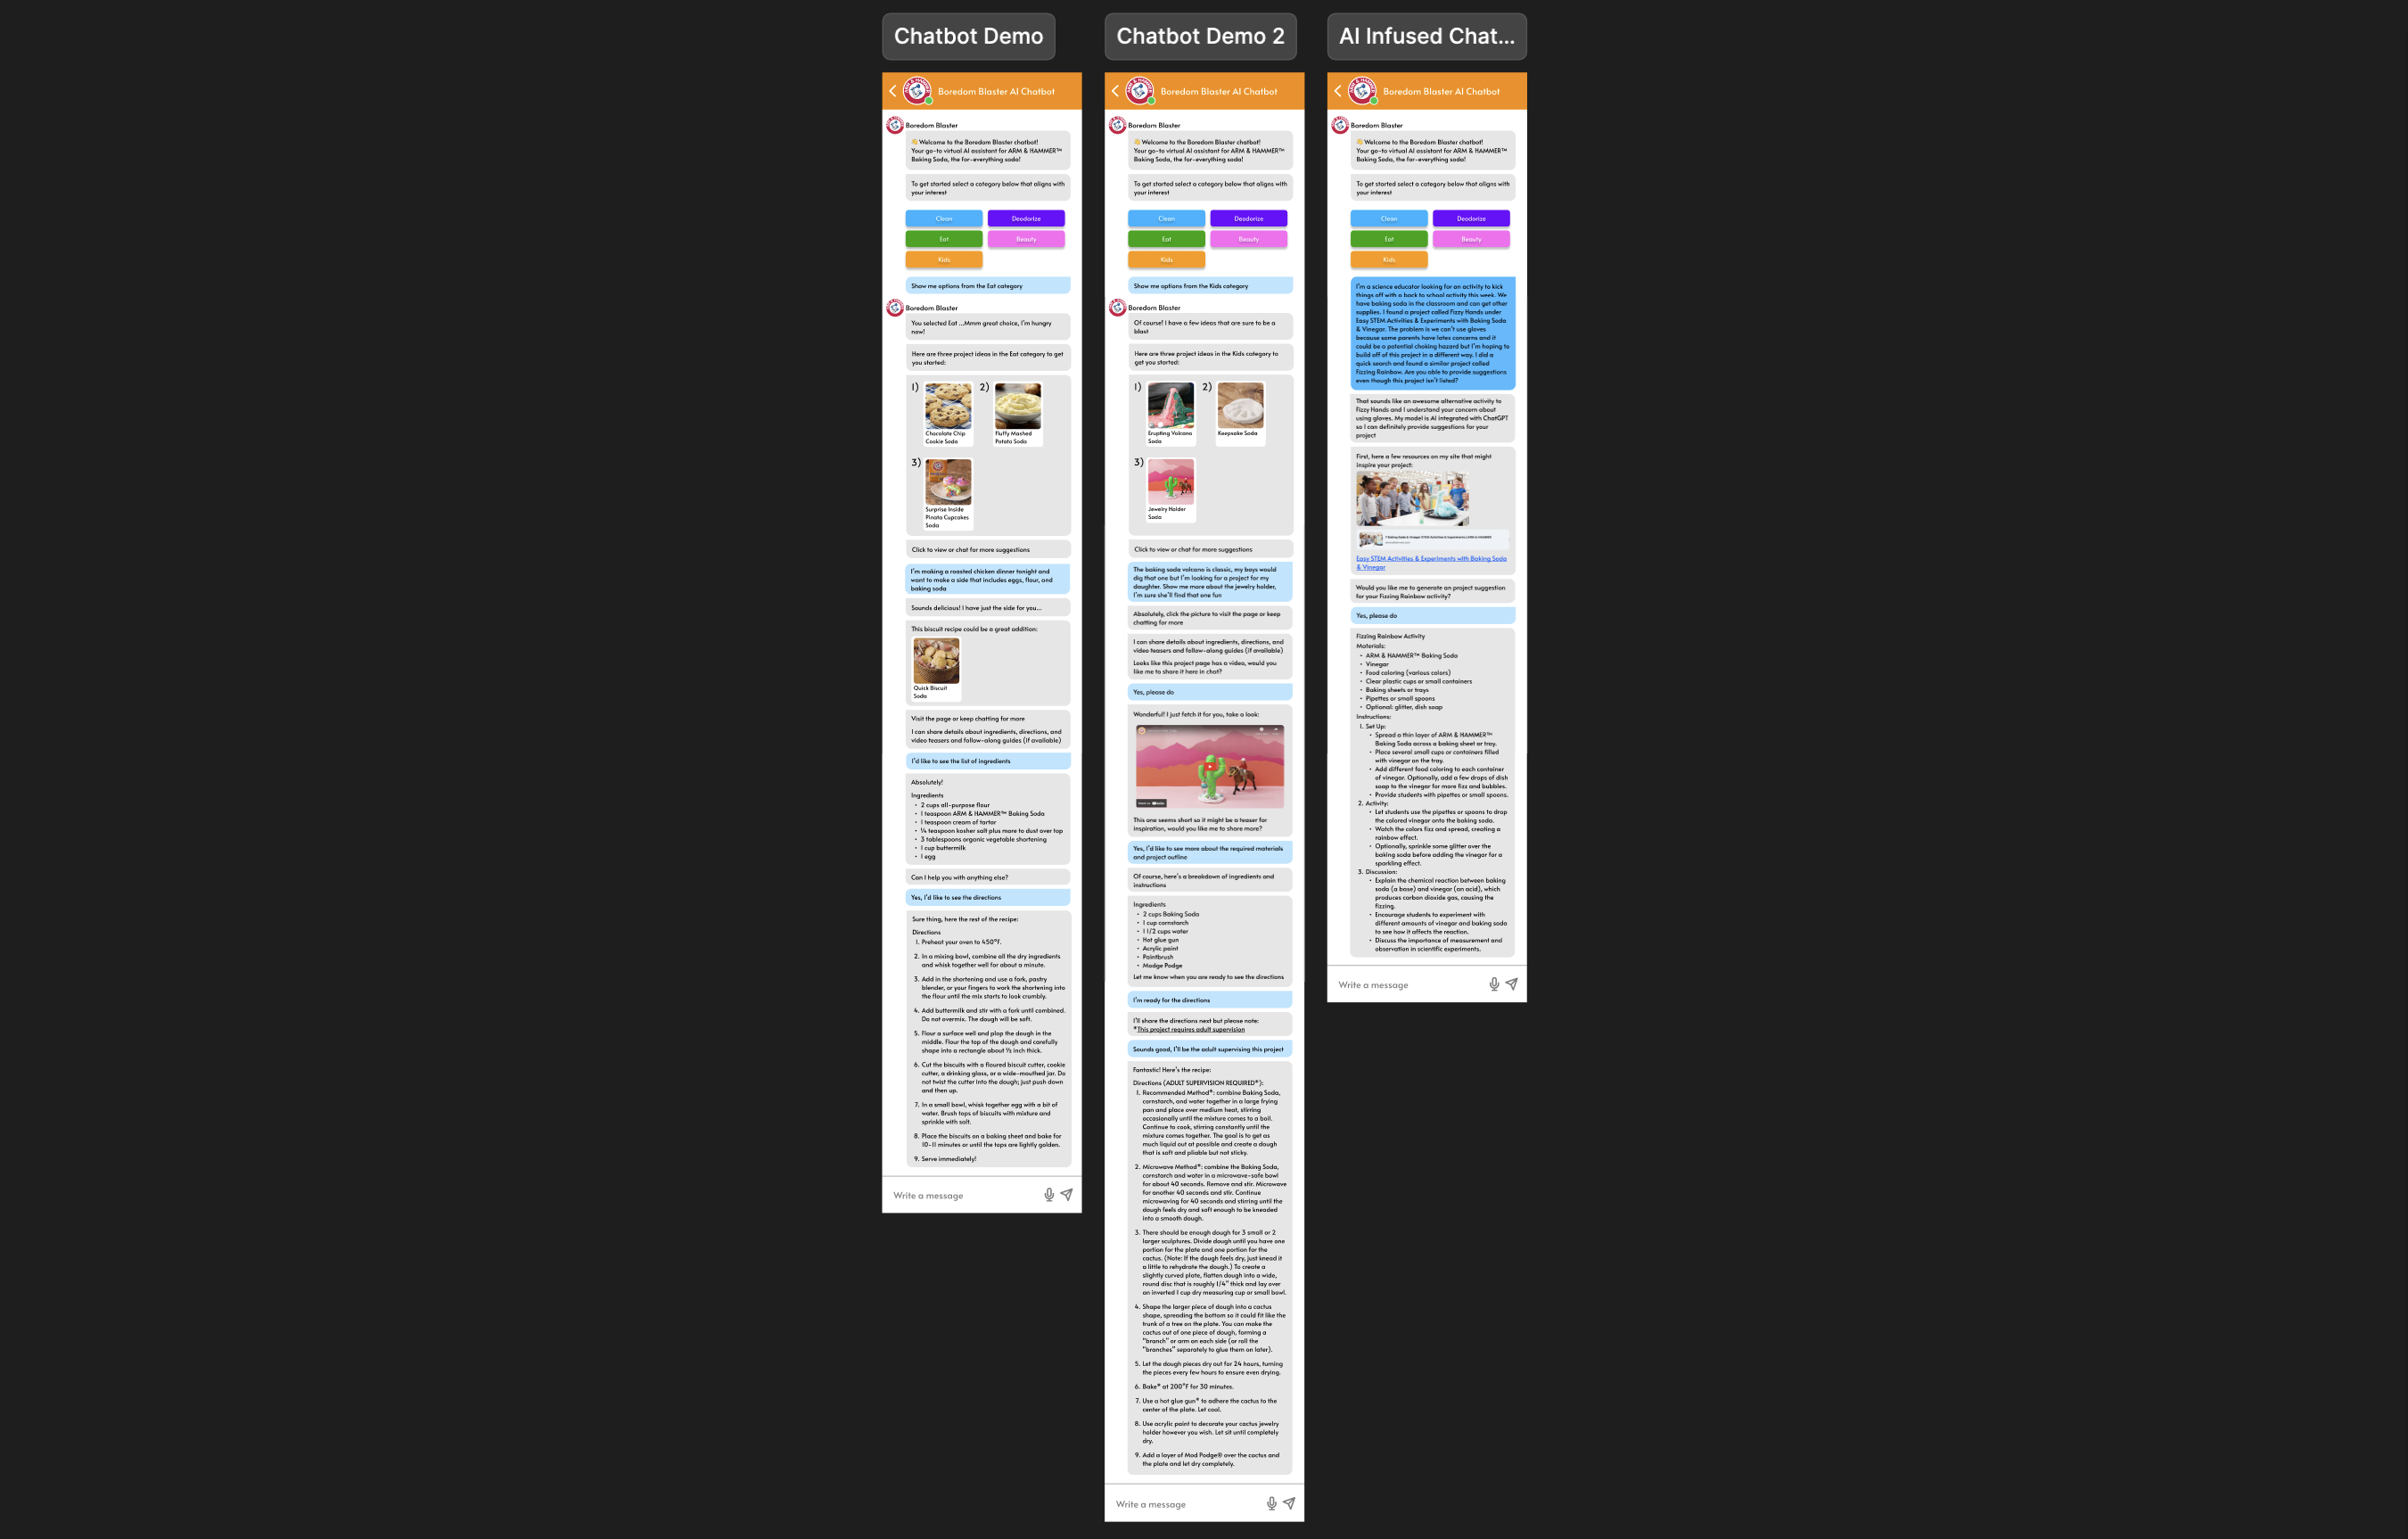 Chatbot Demo
Boredom Blaster AI Chatbot
Boredom Blaster
👋 Welcome to the Boredom Blaster chatbot!
Your go-to virtual AI assistant for ARM & HAMMER™
Baking Soda, the for-everything soda!
To get started select a category below that aligns with
your interest
Clean
Deodorize
Eat
Beauty
Kids
Show me options from the Eat category
Boredom Blaster
You selected Eat ...Mmm great choice, I'm hungry
now!
Here are three project ideas in the Eat category to get
you started:
1)
2)
Chocolate Chip
Cookie Soda
Fluffy Mashed
Potato Soda
3)
Surprise Inside
Pinata Cupcakes
Soda
Click to view or chat for more suggestions
I'm making a roasted chicken dinner tonight and
want to make a side that includes eggs, flour, and
baking soda
Sounds delicious! I have just the side for you...
This biscuit recipe could be a great addition:
Quick Biscuit
Soda
Visit the page or keep chatting for more
I can share details about ingredients, directions, and
video teasers and follow-along guides (if available)
I'd like to see the list of ingredients
Absolutely!
Ingredients
• 2 cups all-purpose flour
• 1 teaspoon ARM & HAMMER™ Baking Soda
• 1 teaspoon cream of tartar
• ¼ teaspoon kosher salt plus more to dust over top
• 3 tablespoons organic vegetable shortening
• 1 cup buttermilk
• 1 egg
Can I help you with anything else?
Yes, I'd like to see the directions
Sure thing, here the rest of the recipe:
Directions
1. Preheat your oven to 450°F.
2. In a mixing bowl, combine all the dry ingredients
and whisk together well for about a minute.
3. Add in the shortening and use a fork, pastry
blender, or your fingers to work the shortening into
the flour until the mix starts to look crumbly.
4. Add buttermilk and stir with a fork until combined.
Do not overmix. The dough will be soft.
5. Flour a surface well and plop the dough in the
middle. Flour the top of the dough and carefully
shape into a rectangle about ½ inch thick.
6. Cut the biscuits with a floured biscuit cutter, cookie
cutter, a drinking glass, or a wide-mouthed jar. Do
not twist the cutter into the dough; just push down
and then up.
7. In a small bowl, whisk together egg with a bit of
water. Brush tops of biscuits with mixture and
sprinkle with salt.
8. Place the biscuits on a baking sheet and bake for
10-11 minutes or until the tops are lightly golden.
9. Serve immediately!
Write a message
Chatbot Demo 2
Boredom Blaster AI Chatbot
Boredom Blaster
👋 Welcome to the Boredom Blaster chatbot!
Your go-to virtual AI assistant for ARM & HAMMER™
Baking Soda, the for-everything soda!
To get started select a category below that aligns with
your interest
Clean
Deodorize
Eat
Beauty
Kids
Show me options from the Kids category
Boredom Blaster
Of course! I have a few ideas that are sure to be a
blast
Here are three project ideas in the Kids category to
get you started:
1)
2)
Erupting Volcano
Soda
Keepsake Soda
3)
Jewelry Holder
Soda
Click to view or chat for more suggestions
The baking soda volcano is classic, my boys would
dig that one but I'm looking for a project for my
daughter. Show me more about the jewelry holder,
I'm sure she'll find that one fun
Absolutely, click the picture to visit the page or keep
chatting for more
I can share details about ingredients, directions, and
video teasers and follow-along guides (if available)
Looks like this project page has a video, would you
like me to share it here in chat?
Yes, please do
Wonderful! I just fetch it for you, take a look:
This one seems short so it might be a teaser for
inspiration, would you like me to share more?
Yes, I'd like to see more about the required materials
and project outline
Of course, here's a breakdown of ingredients and
instructions
Ingredients
• 2 cups Baking Soda
• 1 cup cornstarch
• 1 1/2 cups water
• Hot glue gun
• Acrylic paint
• Paintbrush
• Modge Podge
Let me know when you are ready to see the directions
I'm ready for the directions
I'll share the directions next but please note:
*This project requires adult supervision
Sounds good, I'll be the adult supervising this project
Fantastic! Here's the recipe:
Directions (ADULT SUPERVISION REQUIRED*):
1. Recommended Method*: combine Baking Soda,
cornstarch, and water together in a large frying
pan and place over medium heat, stirring
occasionally until the mixture comes to a boil.
Continue to cook, stirring constantly until the
mixture comes together. The goal is to get as
much liquid out at possible and create a dough
that is soft and pliable but not sticky.
2. Microwave Method*: combine the Baking Soda,
cornstarch and water in a microwave-safe bowl
for about 40 seconds. Remove and stir. Microwave
for another 40 seconds and stir. Continue
microwaving for 40 seconds and stirring until the
dough feels dry and soft enough to be kneaded
into a smooth dough.
3. There should be enough dough for 3 small or 2
larger sculptures. Divide dough until you have one
portion for the plate and one portion for the
cactus. (Note: If the dough feels dry, just knead it
a little to rehydrate the dough.) To create a
slightly curved plate, flatten dough into a wide,
round disc that is roughly 1/4" thick and lay over
an inverted 1 cup dry measuring cup or small bowl.
4. Shape the larger piece of dough into a cactus
shape, spreading the bottom so it could fit like the
trunk of a tree on the plate. You can make the
cactus out of one piece of dough, forming a
"branch" or arm on each side (or roll the
"branches" separately to glue them on later).
5. Let the dough pieces dry out for 24 hours, turning
the pieces every few hours to ensure even drying.
6. Bake* at 200°F for 30 minutes.
7. Use a hot glue gun* to adhere the cactus to the
center of the plate. Let cool.
8. Use acrylic paint to decorate your cactus jewelry
holder however you wish. Let sit until completely
dry.
9. Add a layer of Mod Podge® over the cactus and
the plate and let dry completely.
Write a message
AI Infused Chat...
Boredom Blaster AI Chatbot
Boredom Blaster
👋 Welcome to the Boredom Blaster chatbot!
Your go-to virtual AI assistant for ARM & HAMMER™
Baking Soda, the for-everything soda!
To get started select a category below that aligns with
your interest
Clean
Deodorize
Eat
Beauty
Kids
I'm a science educator looking for an activity to kick
things off with a back to school activity this week. We
have baking soda in the classroom and can get other
supplies. I found a project called Fizzy Hands under
Easy STEM Activities & Experiments with Baking Soda
& Vinegar. The problem is we can't use gloves
because some parents have latex concerns and it
could be a potential choking hazard but I'm hoping to
build off of this project in a different way. I did a
quick search and found a similar project called
Fizzing Rainbow. Are you able to provide suggestions
even though this project isn't listed?
That sounds like an awesome alternative activity to
Fizzy Hands and I understand your concern about
using gloves. My model is AI integrated with ChatGPT
so I can definitely provide suggestions for your
project
First, here a few resources on my site that might
inspire your project:
Easy STEM Activities & Experiments with Baking Soda
& Vinegar
Would you like me to generate an project suggestion
for your Fizzing Rainbow activity?
Yes, please do
Fizzing Rainbow Activity
Materials:
• ARM & HAMMER™ Baking Soda
• Vinegar
• Food coloring (various colors)
• Clear plastic cups or small containers
• Baking sheets or trays
• Pipettes or small spoons
• Optional: glitter, dish soap
Instructions:
1. Set Up:
• Spread a thin layer of ARM & HAMMER™
Baking Soda across a baking sheet or tray.
• Place several small cups or containers filled
with vinegar on the tray.
• Add different food coloring to each container
of vinegar. Optionally, add a few drops of dish
soap to the vinegar for more fizz and bubbles.
• Provide students with pipettes or small spoons.
2. Activity:
• Let students use the pipettes or spoons to drop
the colored vinegar onto the baking soda.
• Watch the colors fizz and spread, creating a
rainbow effect.
• Optionally, sprinkle some glitter over the
baking soda before adding the vinegar for a
sparkling effect.
3. Discussion:
• Explain the chemical reaction between baking
soda (a base) and vinegar (an acid), which
produces carbon dioxide gas, causing the
fizzing.
• Encourage students to experiment with
different amounts of vinegar and baking soda
to see how it affects the reaction.
• Discuss the importance of measurement and
observation in scientific experiments.
Write a message